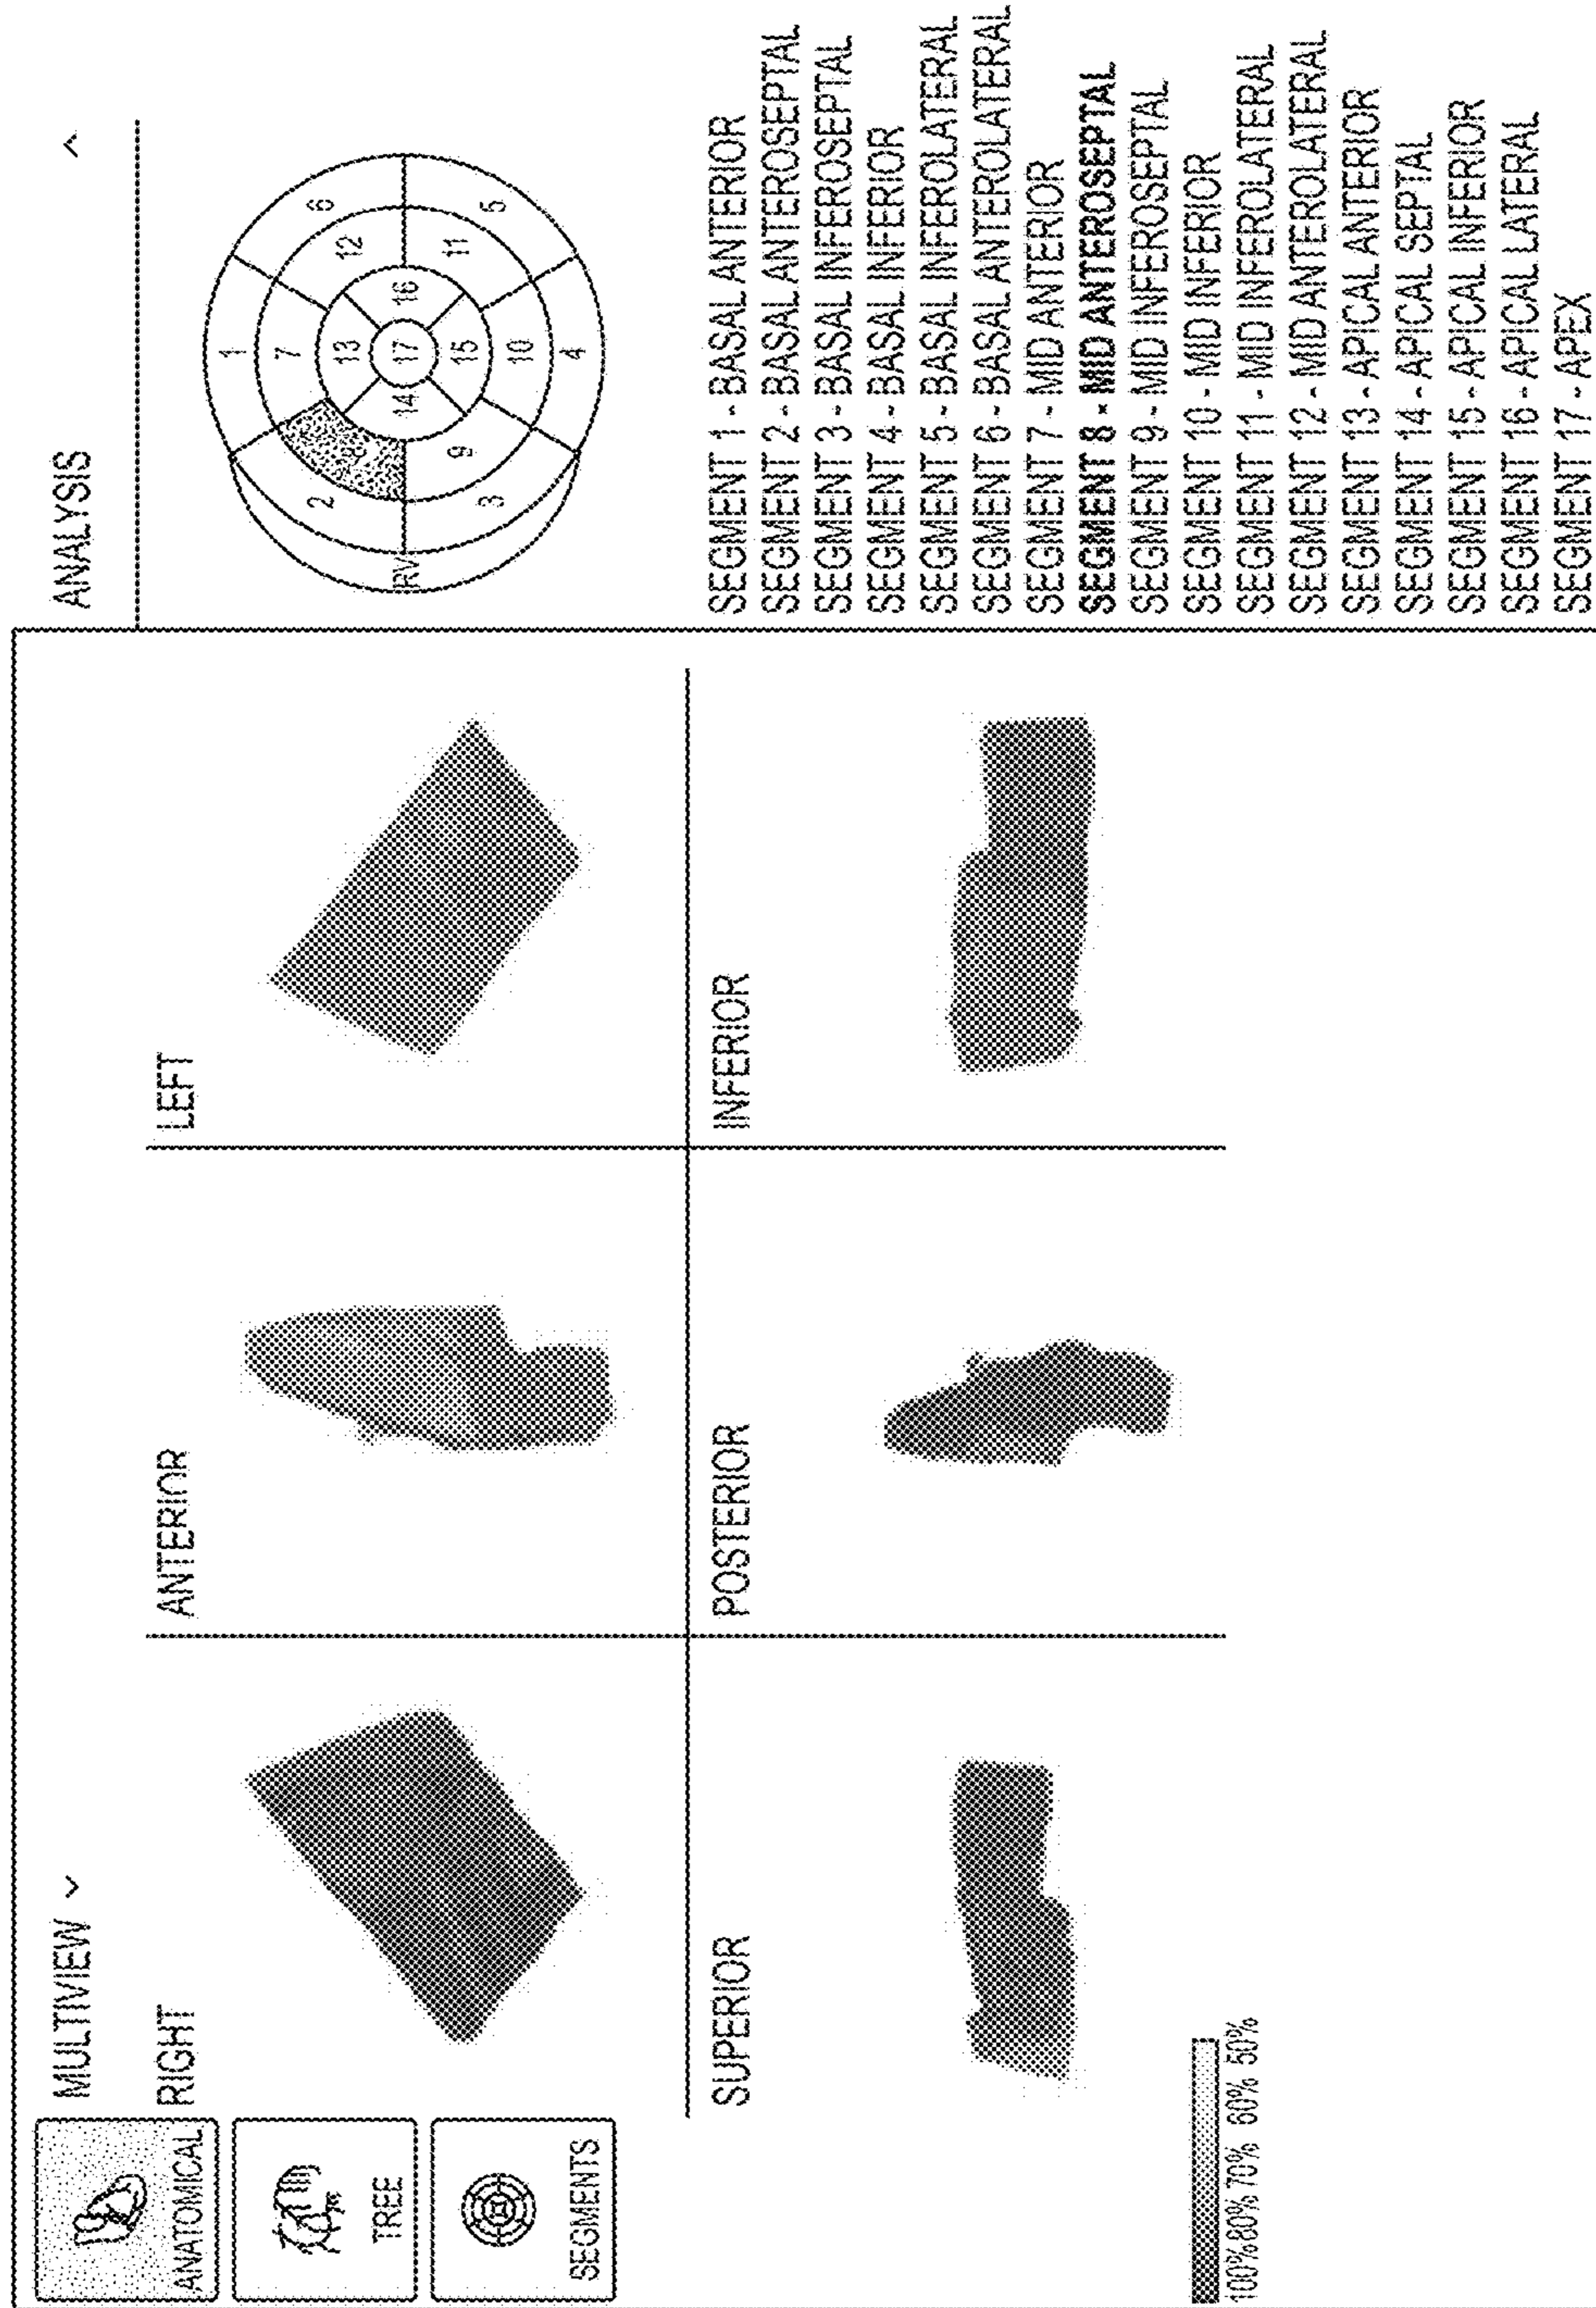 MULTIVIEW
ANALYSIS
ANATOMICAL
TREE
SEGMENTS
RIGHT
ANTERIOR
LEFT
SUPERIOR
POSTERIOR
INFERIOR
100% 80% 70% 60% 50%
1
2
3
4
5
6
7
8
9
10
11
12
13
14
15
16
17
RV
SEGMENT 1 - BASAL ANTERIOR
SEGMENT 2 - BASAL ANTEROSEPTAL
SEGMENT 3 - BASAL INFEROSEPTAL
SEGMENT 4 - BASAL INFERIOR
SEGMENT 5 - BASAL INFEROLATERAL
SEGMENT 6 - BASAL ANTEROLATERAL
SEGMENT 7 - MID ANTERIOR
SEGMENT 8 - MID ANTEROSEPTAL
SEGMENT 9 - MID INFEROSEPTAL
SEGMENT 10 - MID INFERIOR
SEGMENT 11 - MID INFEROLATERAL
SEGMENT 12 - MID ANTEROLATERAL
SEGMENT 13 - APICAL ANTERIOR
SEGMENT 14 - APICAL SEPTAL
SEGMENT 15 - APICAL INFERIOR
SEGMENT 16 - APICAL LATERAL
SEGMENT 17 - APEX